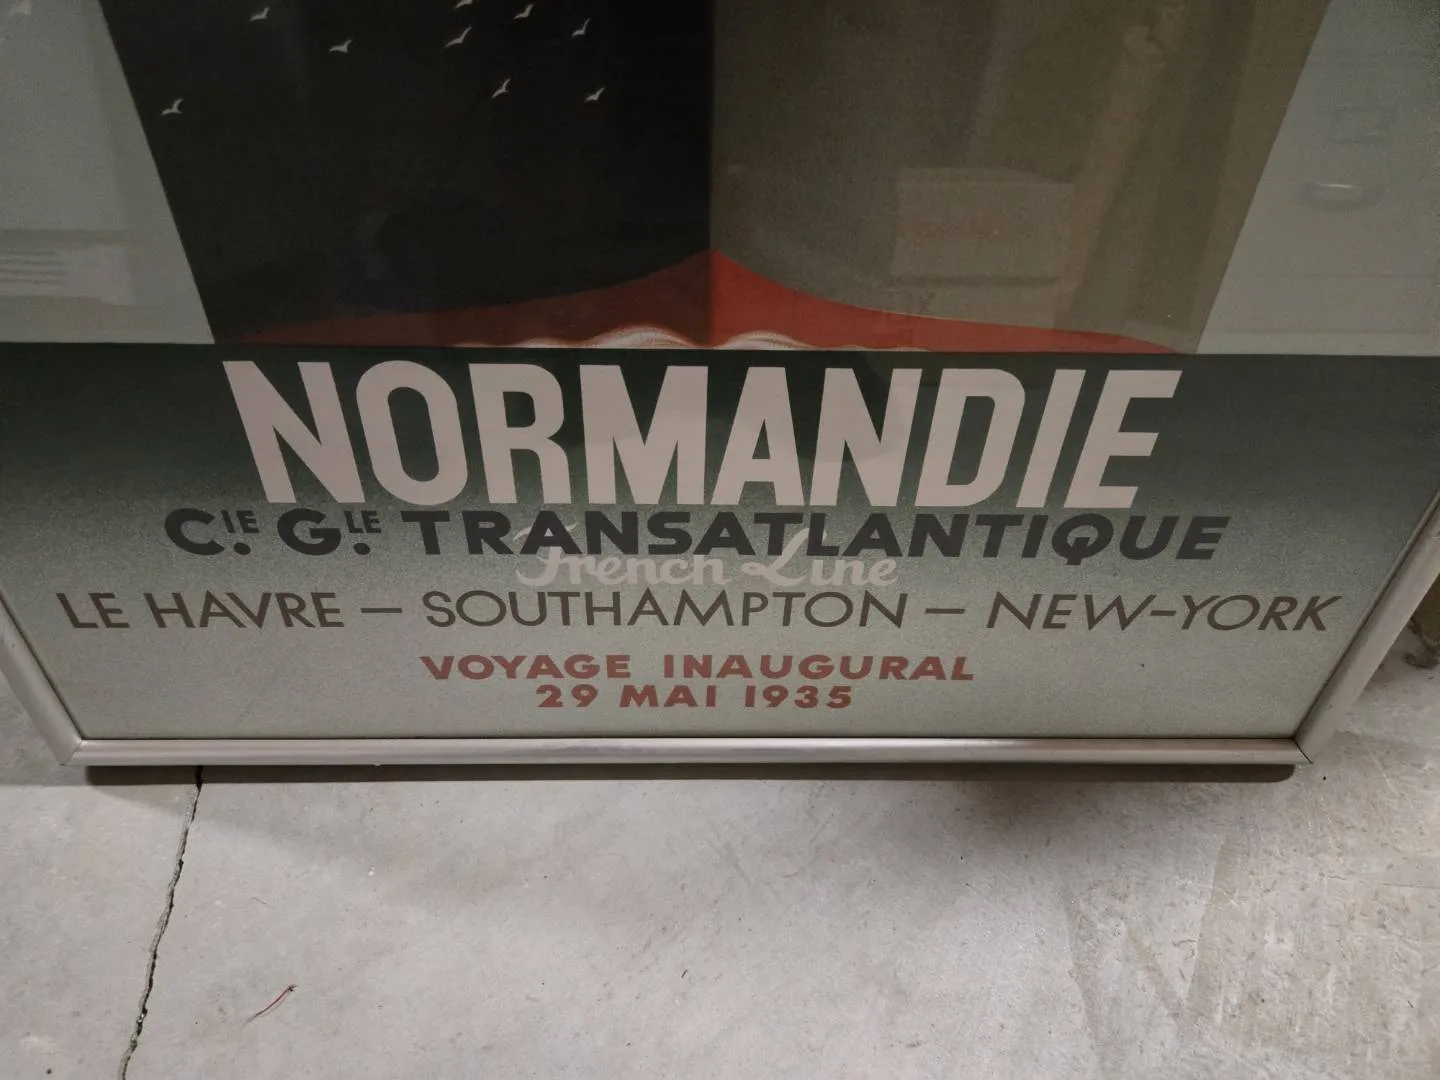 NORMANDIE
CIE. GLE. TRANSATLANTIQUE
French Line
LE HAVRE — SOUTHAMPTON — NEW-YORK
VOYAGE INAUGURAL
29 MAI 1935